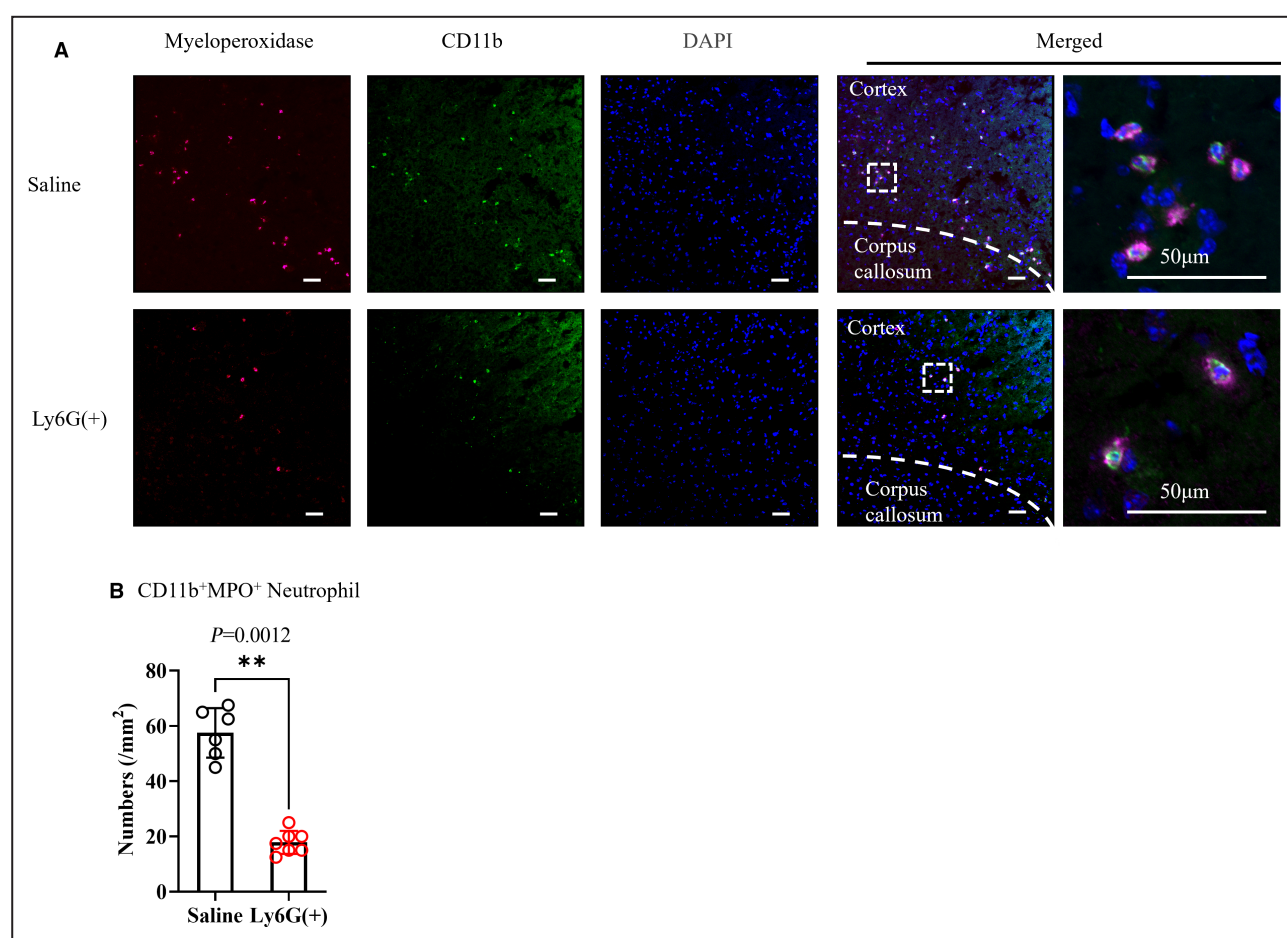 A
Myeloperoxidase CD11b DAPI Merged
Saline
Cortex
Corpus
callosum
50μm
Ly6G(+)
Cortex
Corpus
callosum
50μm
B CD11b⁺MPO⁺ Neutrophil
P=0.0012
**
Numbers (/mm²)
80
60
40
20
0
Saline Ly6G(+)